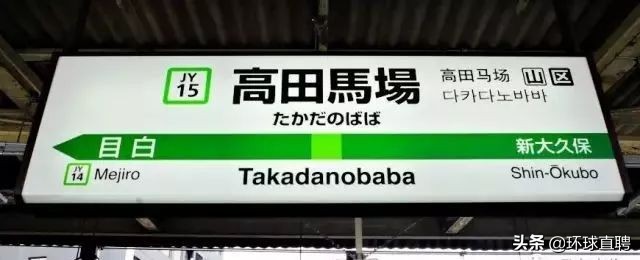 JY
15
高田馬場
たかだのばば
高田马场 山 区
다카다노바바
目白
新大久保
JY
14
Mejiro
Takadanobaba
Shin-Ōkubo
头条 @环球直聘